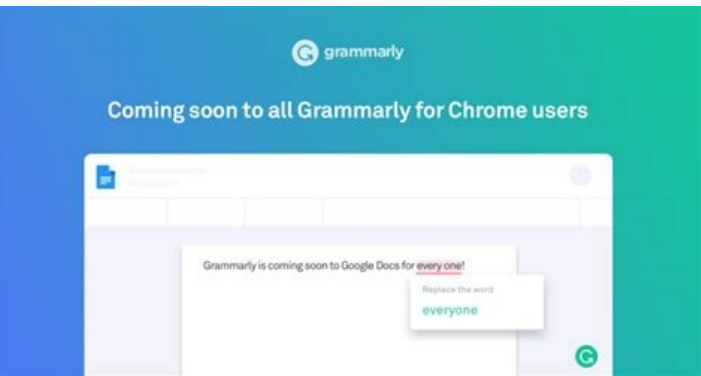 grammarly
Coming soon to all Grammarly for Chrome users
Grammarly is coming soon to Google Docs for every one!
Replace the word
everyone